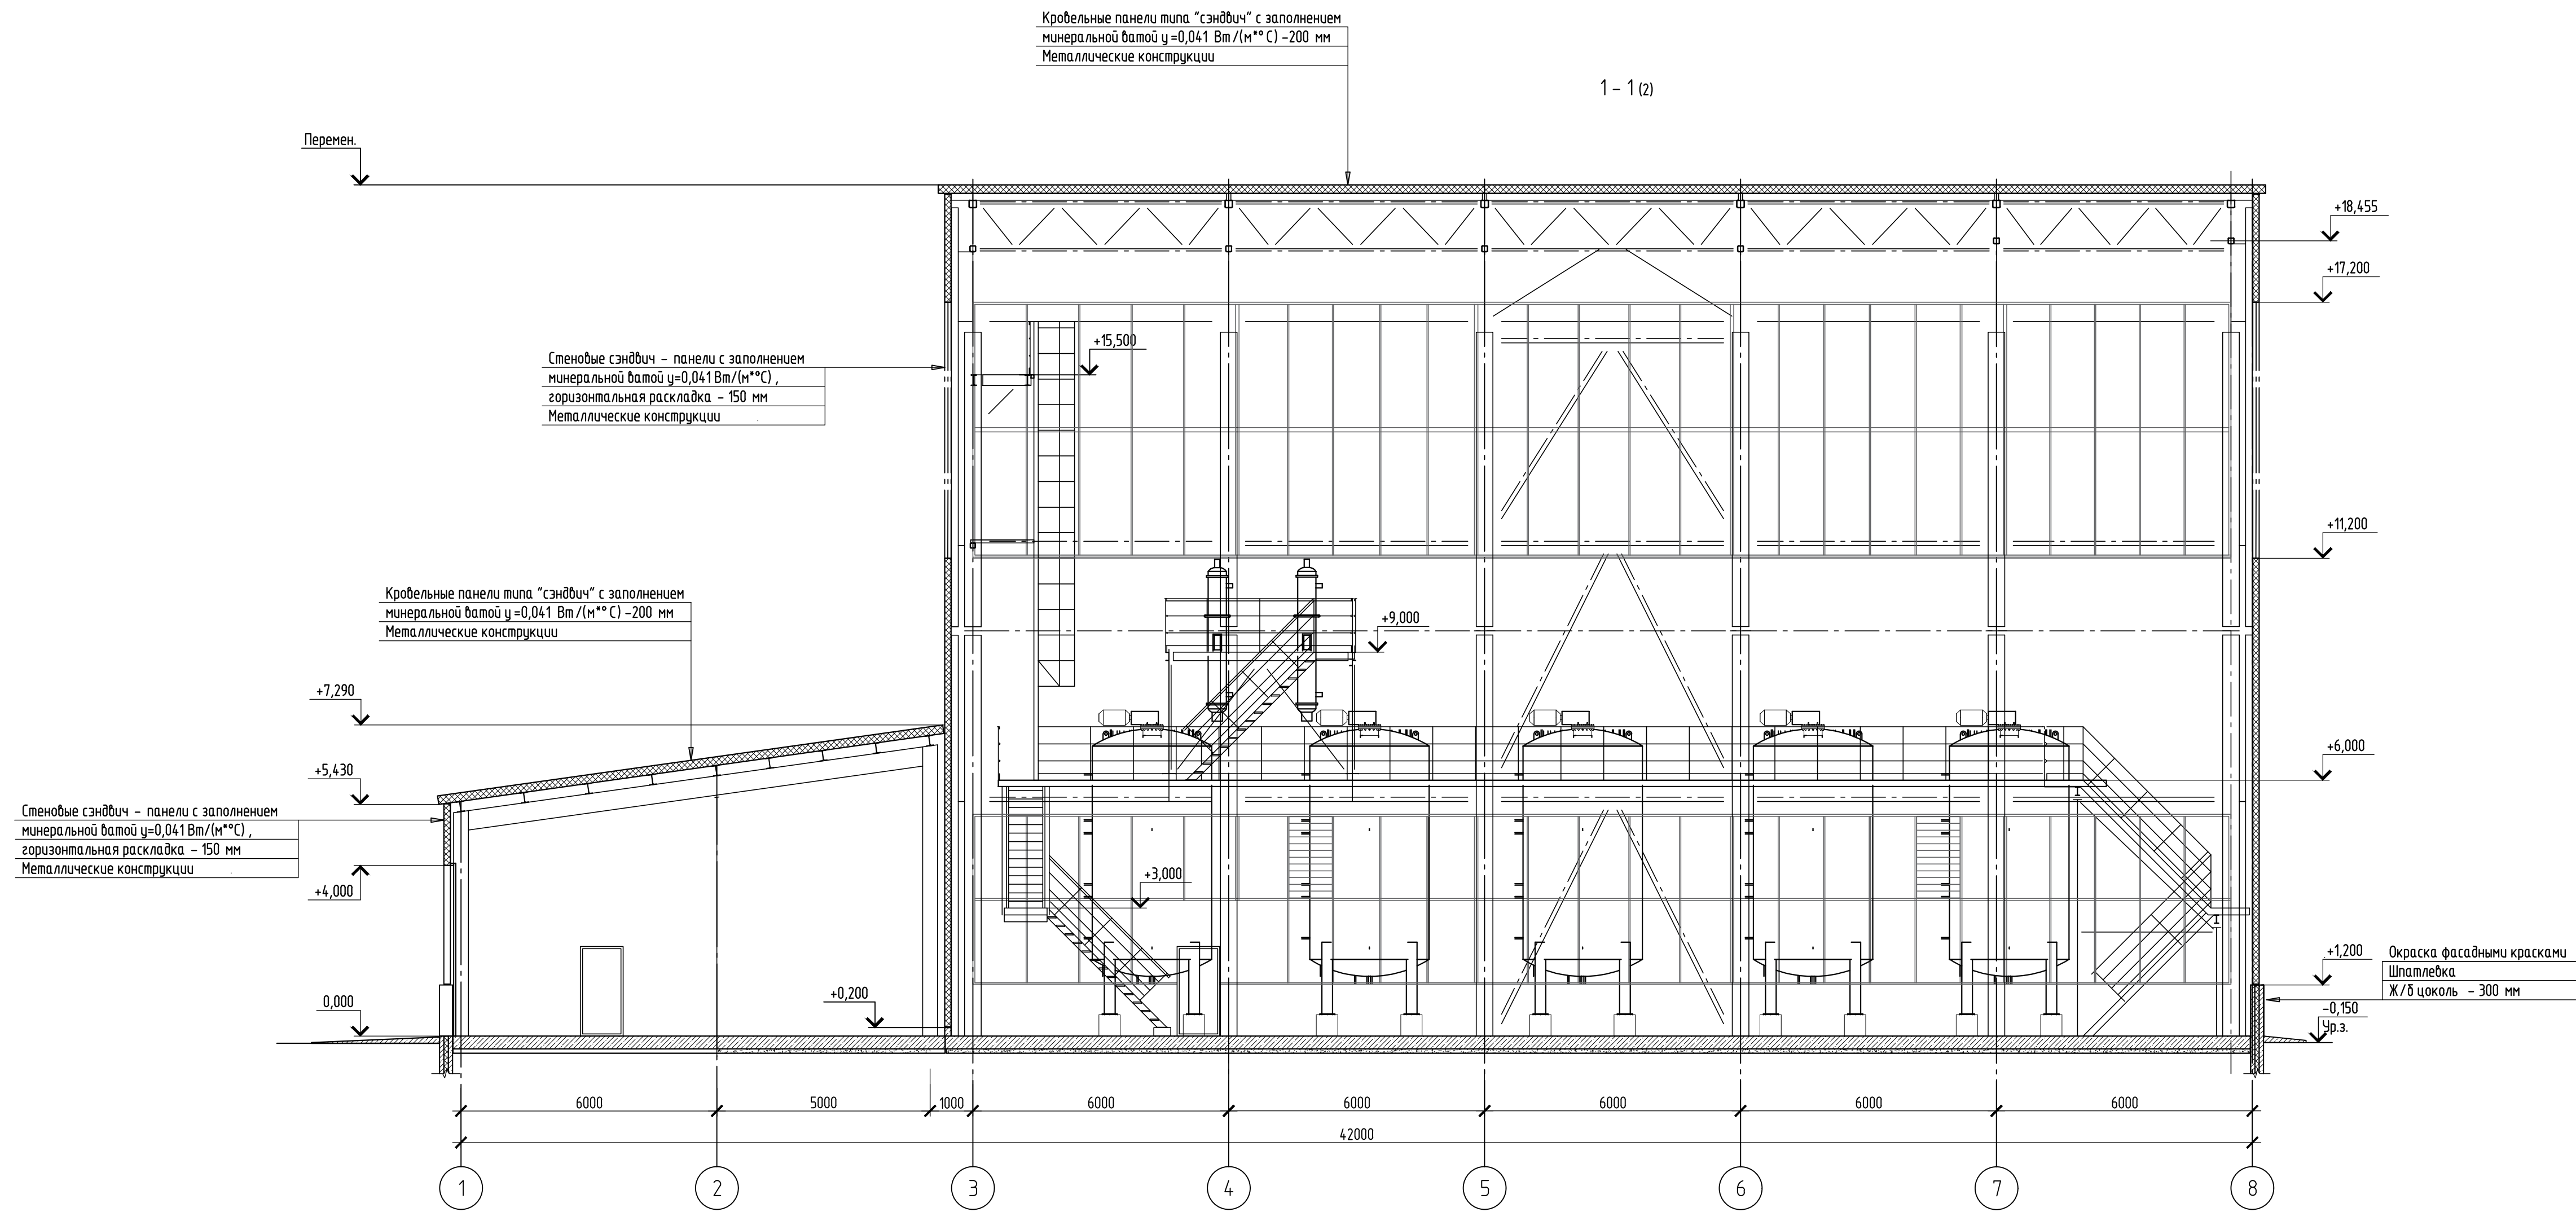 Кровельные панели типа "сэндвич" с заполнением
минеральной ватой у =0,041 Вт/(м*°С) -200 мм
Металлические конструкции
1 - 1 (2)
Перемен.
+18,455
+17,200
Стеновые сэндвич - панели с заполнением
минеральной ватой у=0,041 Вт/(м*°С) ,
горизонтальная раскладка - 150 мм
Металлические конструкции
+15,500
+11,200
Кровельные панели типа "сэндвич" с заполнением
минеральной ватой у =0,041 Вт/(м*°С) -200 мм
Металлические конструкции
+9,000
+7,290
+5,430
+6,000
Стеновые сэндвич - панели с заполнением
минеральной ватой у=0,041 Вт/(м*°С) ,
горизонтальная раскладка - 150 мм
Металлические конструкции
+4,000
+3,000
+1,200
Окраска фасадными красками
Шпатлевка
Ж/б цоколь - 300 мм
0,000
+0,200
-0,150
Ур.з.
6000 5000 1000 6000 6000 6000 6000 6000
42000
1 2 3 4 5 6 7 8